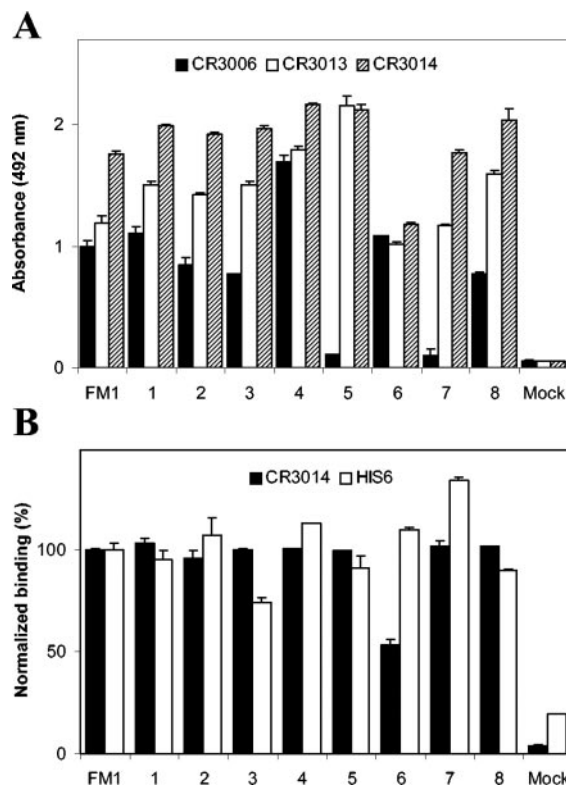 A
CR3006 CR3013 CR3014
Absorbance (492 nm)
2
1
0
FM1 1 2 3 4 5 6 7 8 Mock
B
CR3014 HIS6
Normalized binding (%)
100
50
0
FM1 1 2 3 4 5 6 7 8 Mock